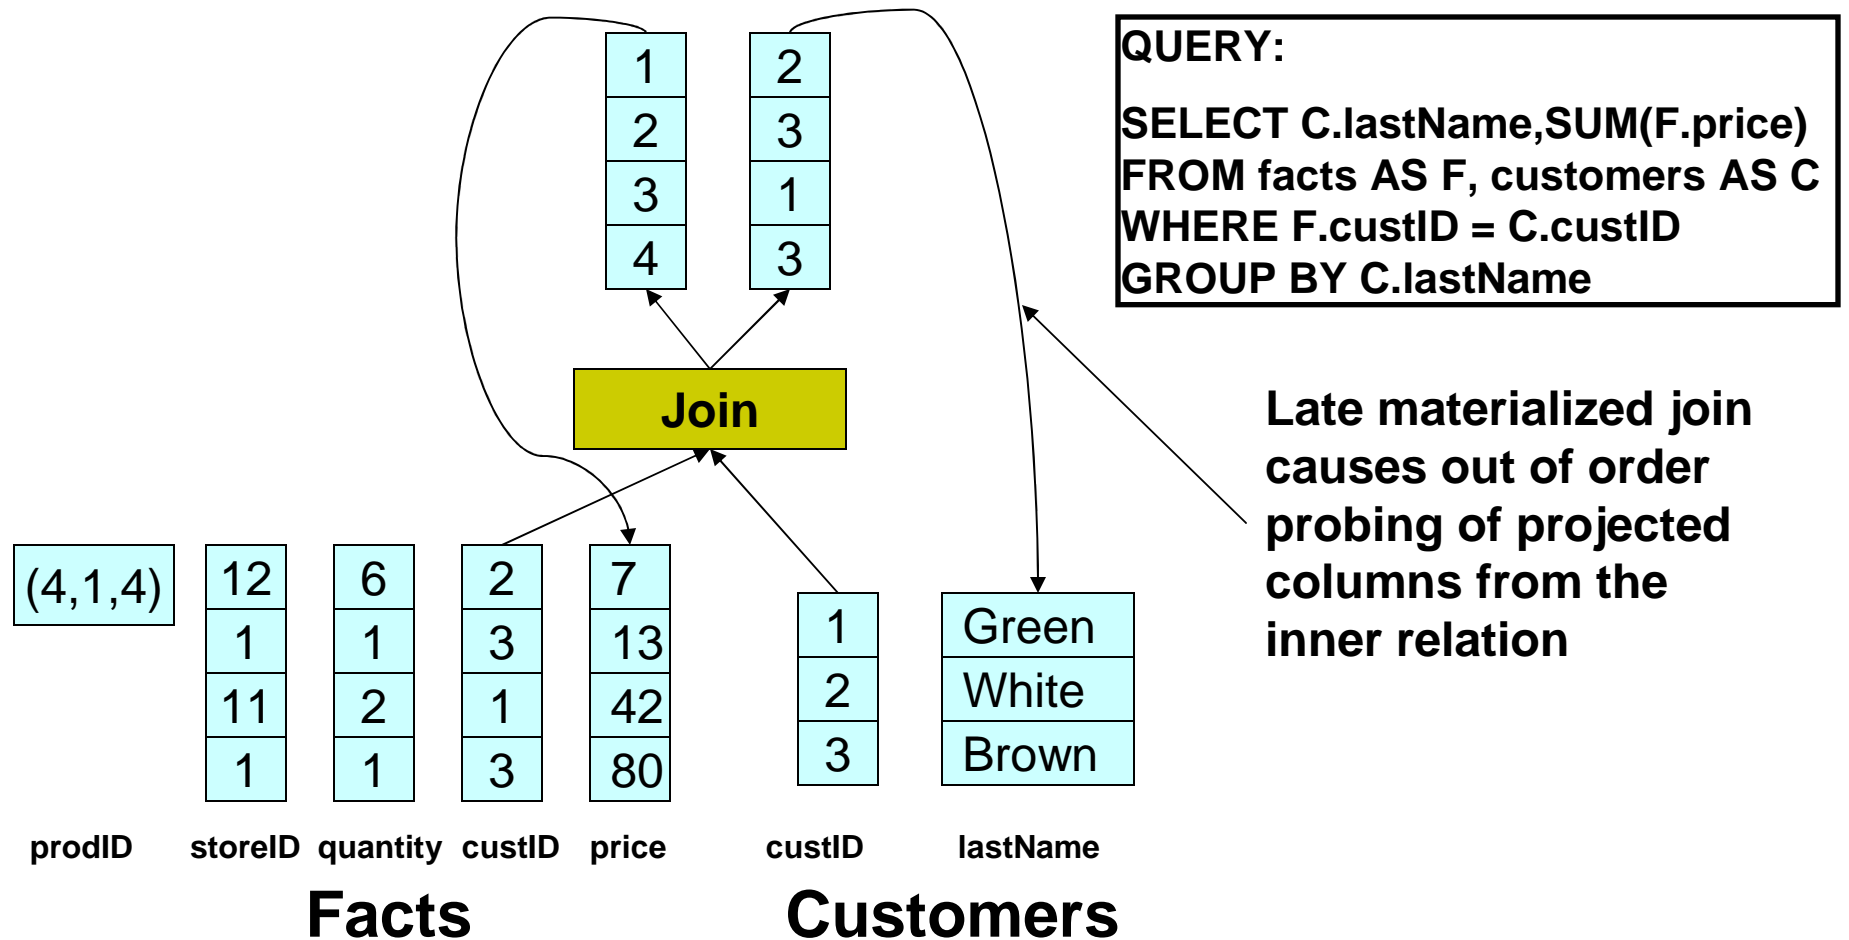 1
2
3
4
2
3
1
3
QUERY:
SELECT C.lastName,SUM(F.price)
FROM facts AS F, customers AS C
WHERE F.custID = C.custID
GROUP BY C.lastName
Join
Late materialized join
causes out of order
probing of projected
columns from the
inner relation
(4,1,4)
12
1
11
1
6
1
2
1
2
3
1
3
7
13
42
80
1
2
3
Green
White
Brown
prodID
storeID
quantity
custID
price
custID
lastName
Facts
Customers